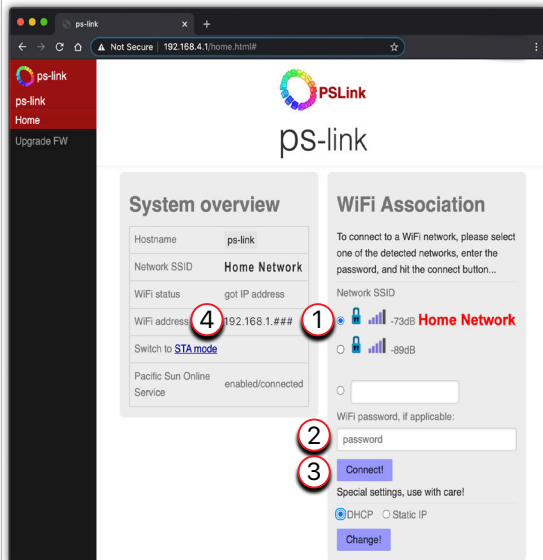 ps-link
Not Secure | 192.168.4.1/home.html#
ps-link
ps-link
Home
Upgrade FW
PSLink
ps-link
System overview
Hostname ps-link
Network SSID Home Network
WiFi status got IP address
WiFi address 4 192.168.1.###
Switch to STA mode
Pacific Sun Online
Service enabled/connected
WiFi Association
To connect to a WiFi network, please select
one of the detected networks, enter the
password, and hit the connect button...
Network SSID
1 -73dB Home Network
-89dB
WiFi password, if applicable:
2 password
3 Connect!
Special settings, use with care!
DHCP Static IP
Change!